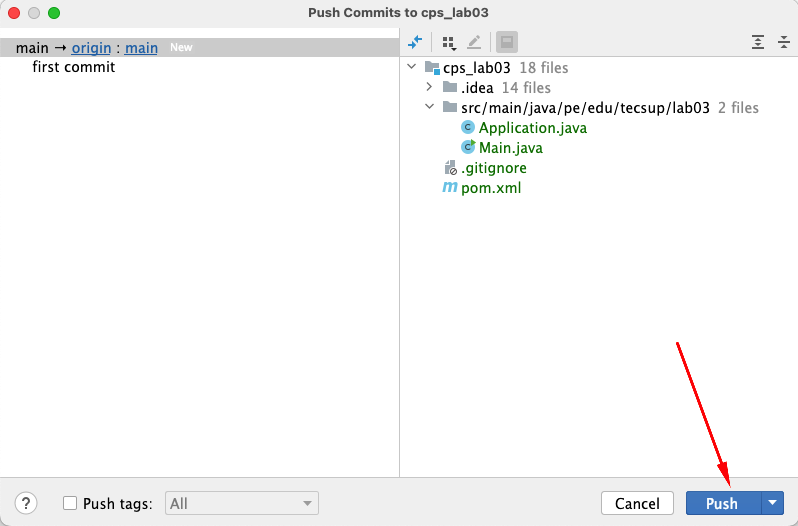 Push Commits to cps_lab03
main → origin : main New
first commit
cps_lab03 18 files
.idea 14 files
src/main/java/pe/edu/tecsup/lab03 2 files
Application.java
Main.java
.gitignore
pom.xml
? Push tags: All Cancel Push